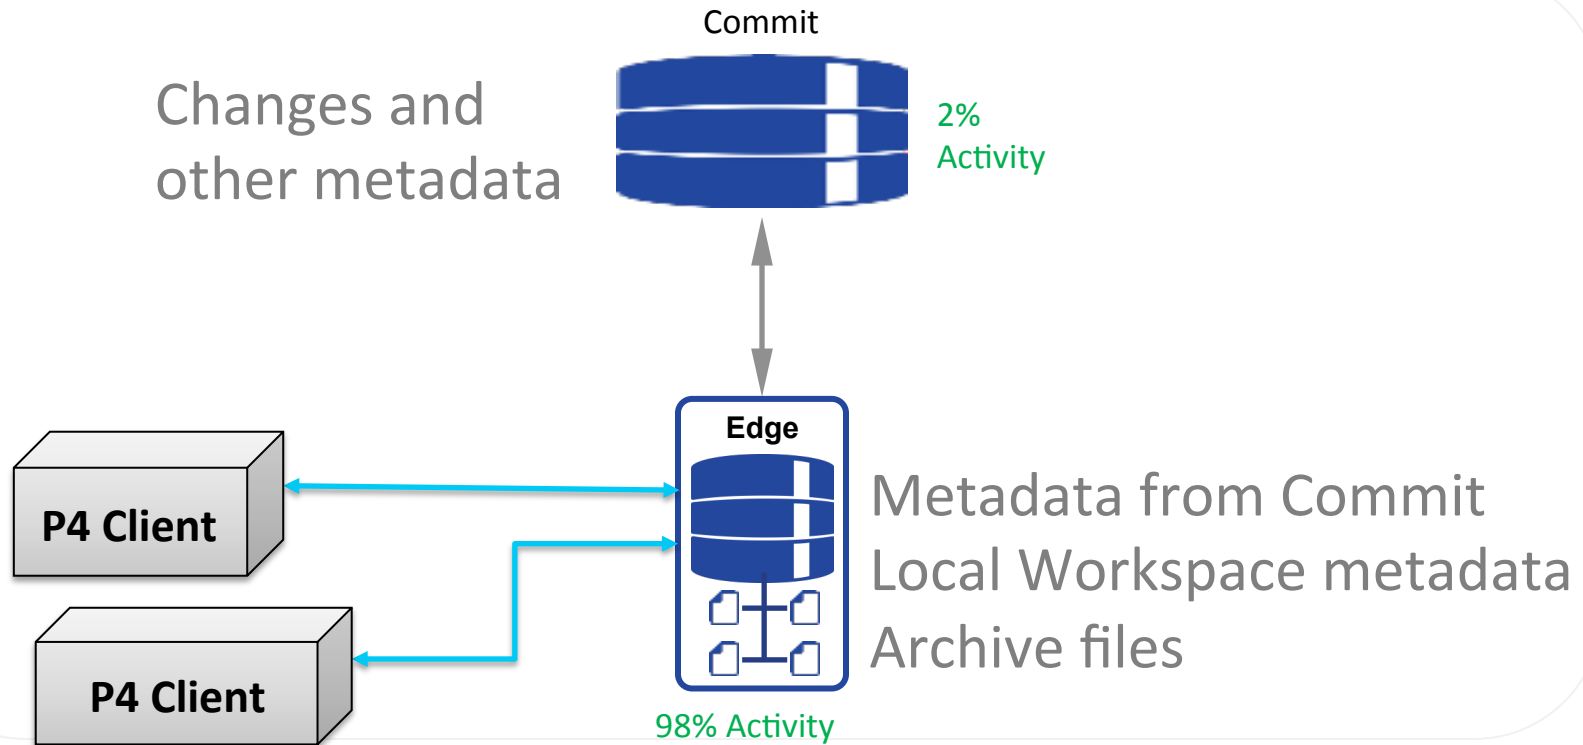 Commit
Changes and
other metadata
2%
Activity
Edge
P4 Client
Metadata from Commit
Local Workspace metadata
Archive files
P4 Client
98% Activity